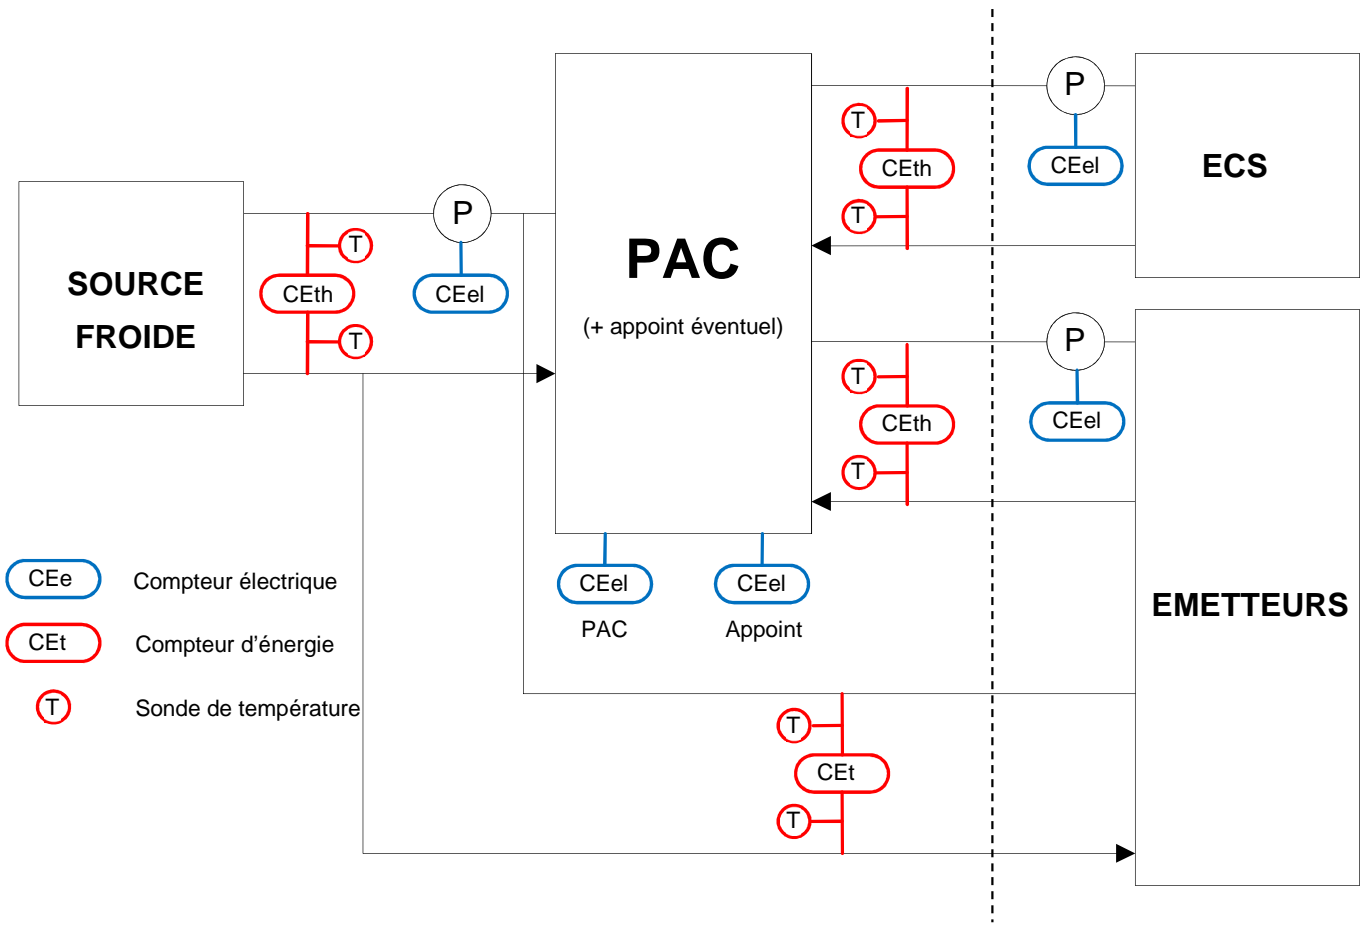 P
T
CEth
T
CEel
ECS
P
CEel
T
CEth
T
SOURCE
FROIDE
PAC
(+ appoint éventuel)
P
CEel
T
CEth
T
CEe
Compteur électrique
CEt
Compteur d'énergie
T
Sonde de température
CEel
PAC
CEel
Appoint
EMETTEURS
T
CEt
T